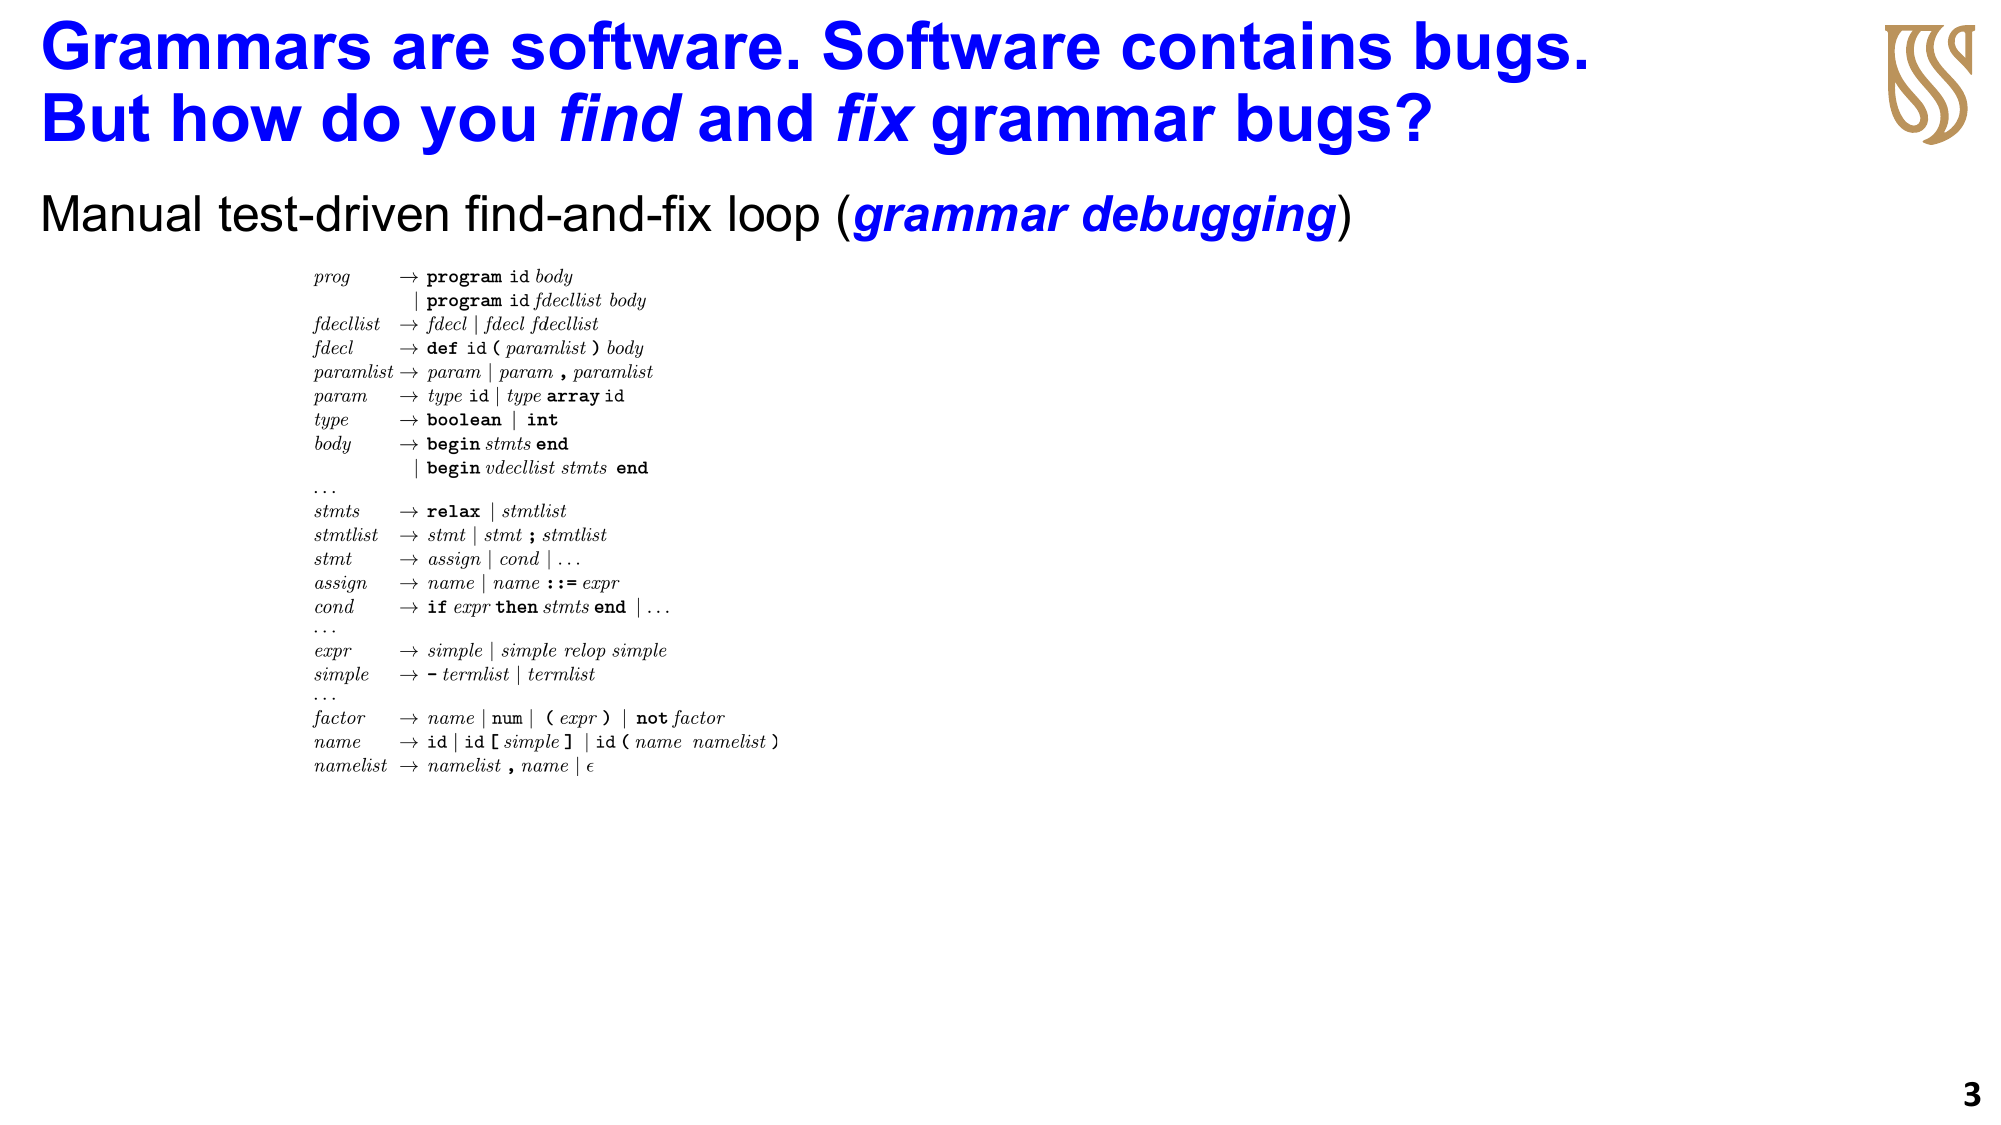 Grammars are software. Software contains bugs.
But how do you find and fix grammar bugs?
Manual test-driven find-and-fix loop (grammar debugging)
prog → program id body
| program id fdecllist body
fdecllist → fdecl | fdecl fdecllist
fdecl → def id ( paramlist ) body
paramlist → param | param , paramlist
param → type id | type array id
type → boolean | int
body → begin stmts end
| begin vdecllist stmts end
...
stmts → relax | stmtlist
stmtlist → stmt | stmt ; stmtlist
stmt → assign | cond | ...
assign → name | name ::= expr
cond → if expr then stmts end | ...
...
expr → simple | simple relop simple
simple → - termlist | termlist
...
factor → name | num | ( expr ) | not factor
name → id | id [ simple ] | id ( name namelist )
namelist → namelist , name | ϵ
3